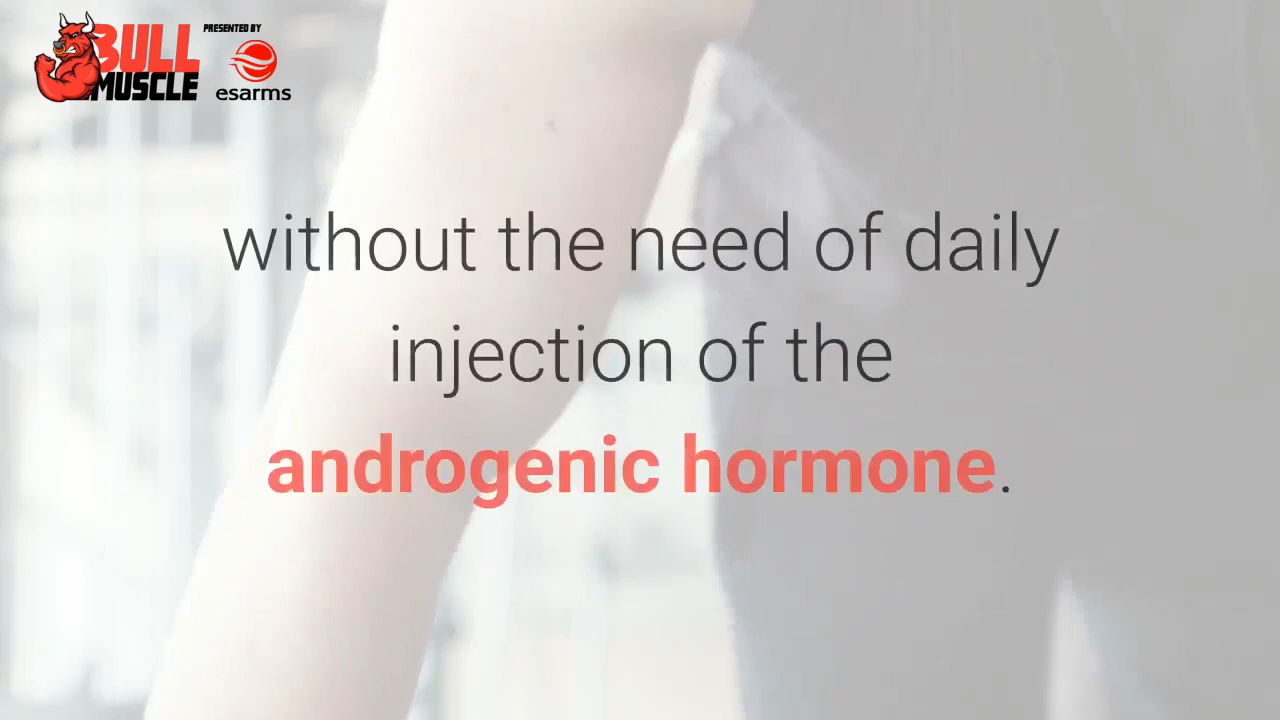 BULL
MUSCLE
PRESENTED BY
esarms
without the need of daily
injection of the
androgenic hormone.